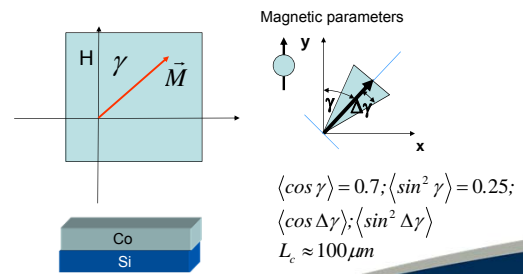 Magnetic parameters
H γ
M⃗
y
γ
Δγ
x
⟨cos γ⟩ = 0.7; ⟨sin² γ⟩ = 0.25;
⟨cos Δγ⟩; ⟨sin² Δγ⟩
L_c ≈ 100 μm
Co
Si